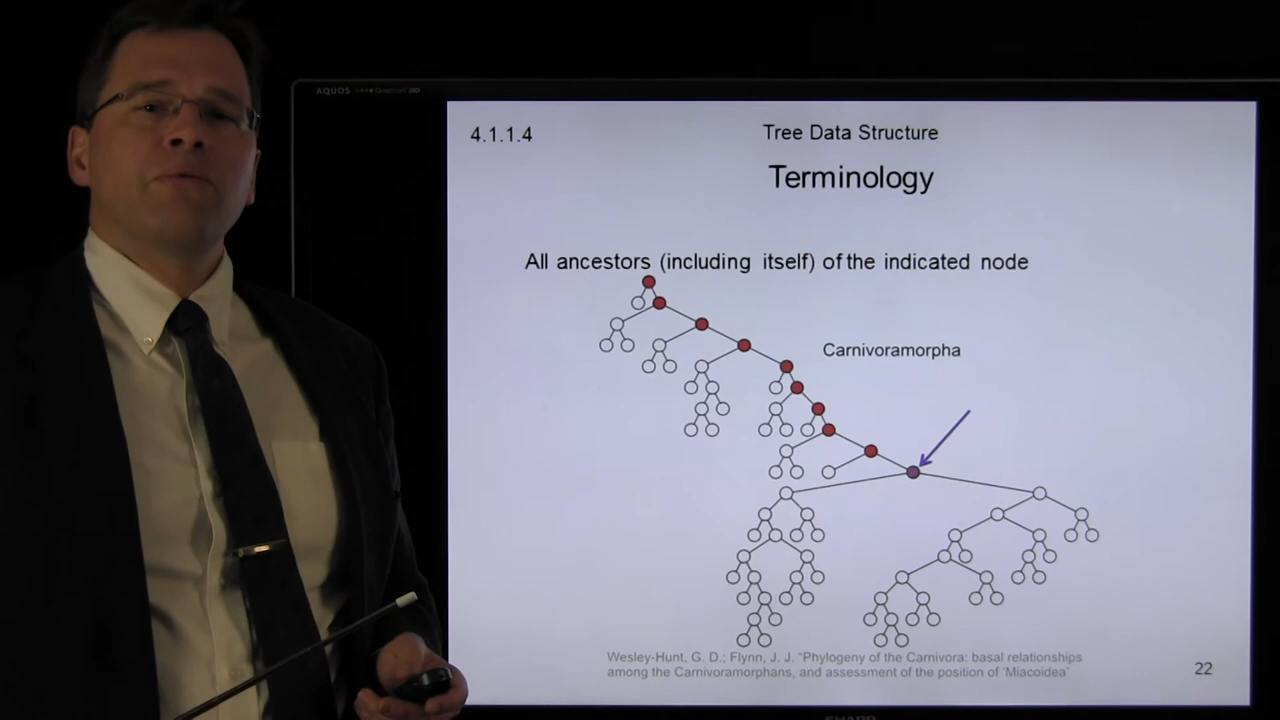 AQUOS
4.1.1.4
Tree Data Structure
Terminology
All ancestors (including itself) of the indicated node
Carnivoramorpha
Wesley-Hunt, G. D.; Flynn, J. J. "Phylogeny of the Carnivora: basal relationships
among the Carnivoramorphans, and assessment of the position of 'Miacoidea'
22